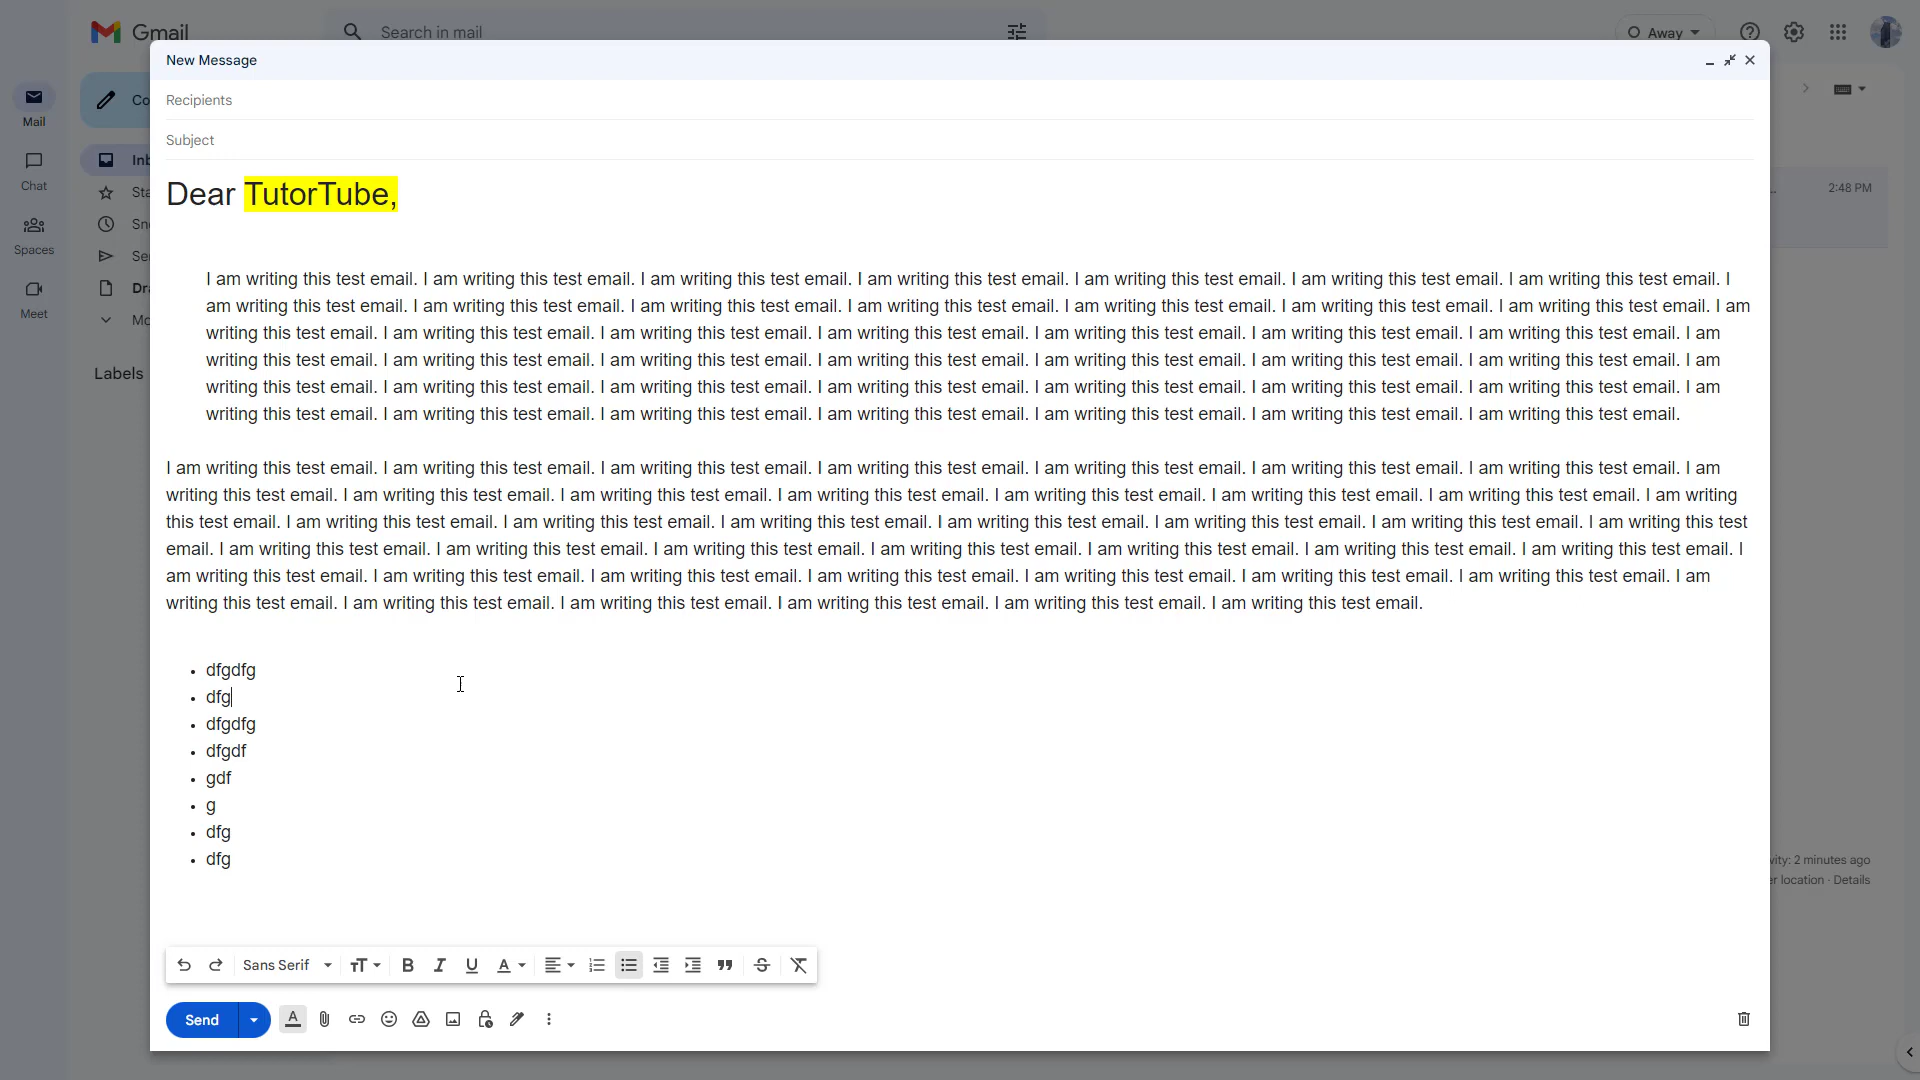 Gmail
Search in mail
Away
New Message
Recipients
Co
Mail
Subject
Inb
Chat
Sta
2:48 PM
Dear TutorTube,
Spaces
Sn
Se
Meet
Dra
Mo
Labels
I am writing this test email. I am writing this test email. I am writing this test email. I am writing this test email. I am writing this test email. I am writing this test email. I am writing this test email. I
am writing this test email. I am writing this test email. I am writing this test email. I am writing this test email. I am writing this test email. I am writing this test email. I am writing this test email. I am
writing this test email. I am writing this test email. I am writing this test email. I am writing this test email. I am writing this test email. I am writing this test email. I am writing this test email. I am
writing this test email. I am writing this test email. I am writing this test email. I am writing this test email. I am writing this test email. I am writing this test email. I am writing this test email. I am
writing this test email. I am writing this test email. I am writing this test email. I am writing this test email. I am writing this test email. I am writing this test email. I am writing this test email. I am
writing this test email. I am writing this test email. I am writing this test email. I am writing this test email. I am writing this test email. I am writing this test email. I am writing this test email.
I am writing this test email. I am writing this test email. I am writing this test email. I am writing this test email. I am writing this test email. I am writing this test email. I am writing this test email. I am
writing this test email. I am writing this test email. I am writing this test email. I am writing this test email. I am writing this test email. I am writing this test email. I am writing this test email. I am writing
this test email. I am writing this test email. I am writing this test email. I am writing this test email. I am writing this test email. I am writing this test email. I am writing this test email. I am writing this test
email. I am writing this test email. I am writing this test email. I am writing this test email. I am writing this test email. I am writing this test email. I am writing this test email. I am writing this test email. I
am writing this test email. I am writing this test email. I am writing this test email. I am writing this test email. I am writing this test email. I am writing this test email. I am writing this test email. I am
writing this test email. I am writing this test email. I am writing this test email. I am writing this test email. I am writing this test email. I am writing this test email.
• dfgdfg
• dfg
• dfgdfg
• dfgdf
• gdf
• g
• dfg
• dfg
vity: 2 minutes ago
er location · Details
Sans Serif
Send